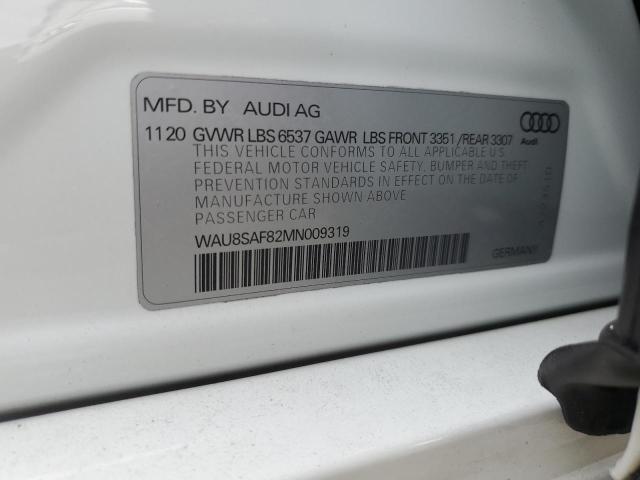 MFD. BY AUDI AG
1120 GVWR LBS 6537 GAWR LBS FRONT 3351 /REAR 3307
Audi
THIS VEHICLE CONFORMS TO ALL APPLICABLE U.S.
FEDERAL MOTOR VEHICLE SAFETY, BUMPER AND THEFT
PREVENTION STANDARDS IN EFFECT ON THE DATE OF
MANUFACTURE SHOWN ABOVE
PASSENGER CAR
WAU8SAF82MN009319
GERMANY